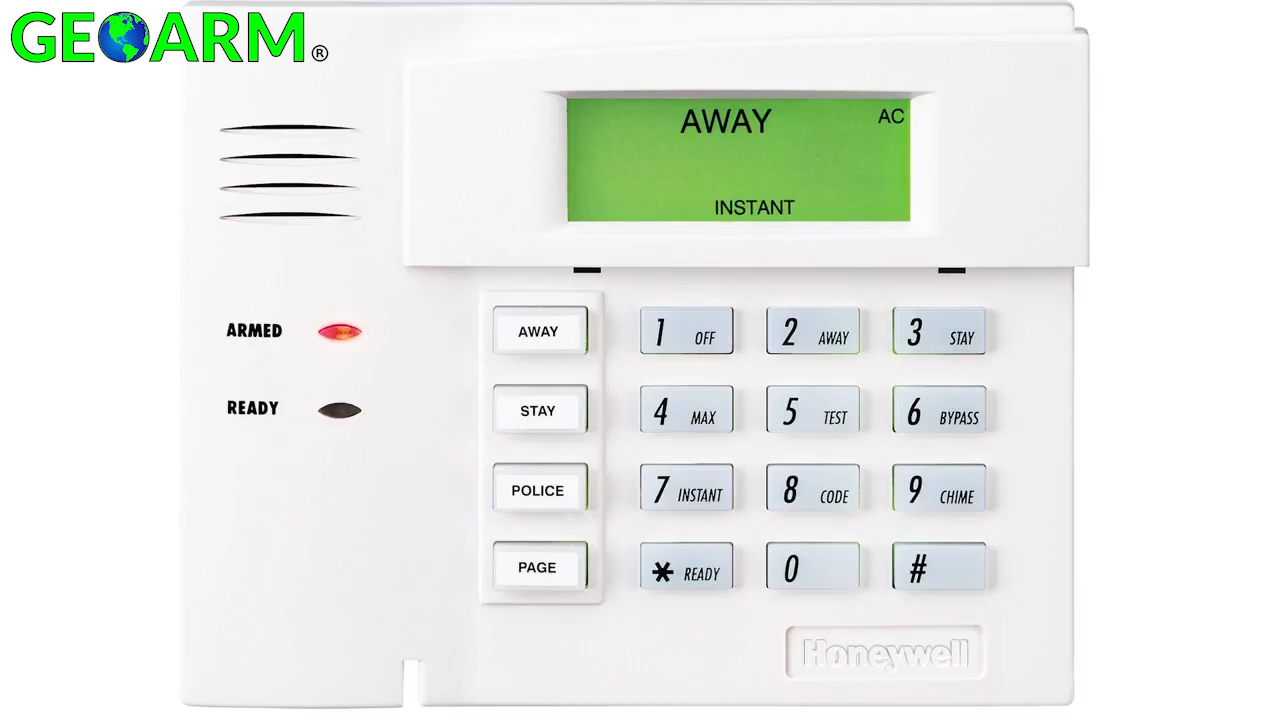 GEOARM®
AWAY AC
INSTANT
ARMED
READY
AWAY 1 OFF 2 AWAY 3 STAY
STAY 4 MAX 5 TEST 6 BYPASS
POLICE 7 INSTANT 8 CODE 9 CHIME
PAGE * READY 0 #
Honeywell